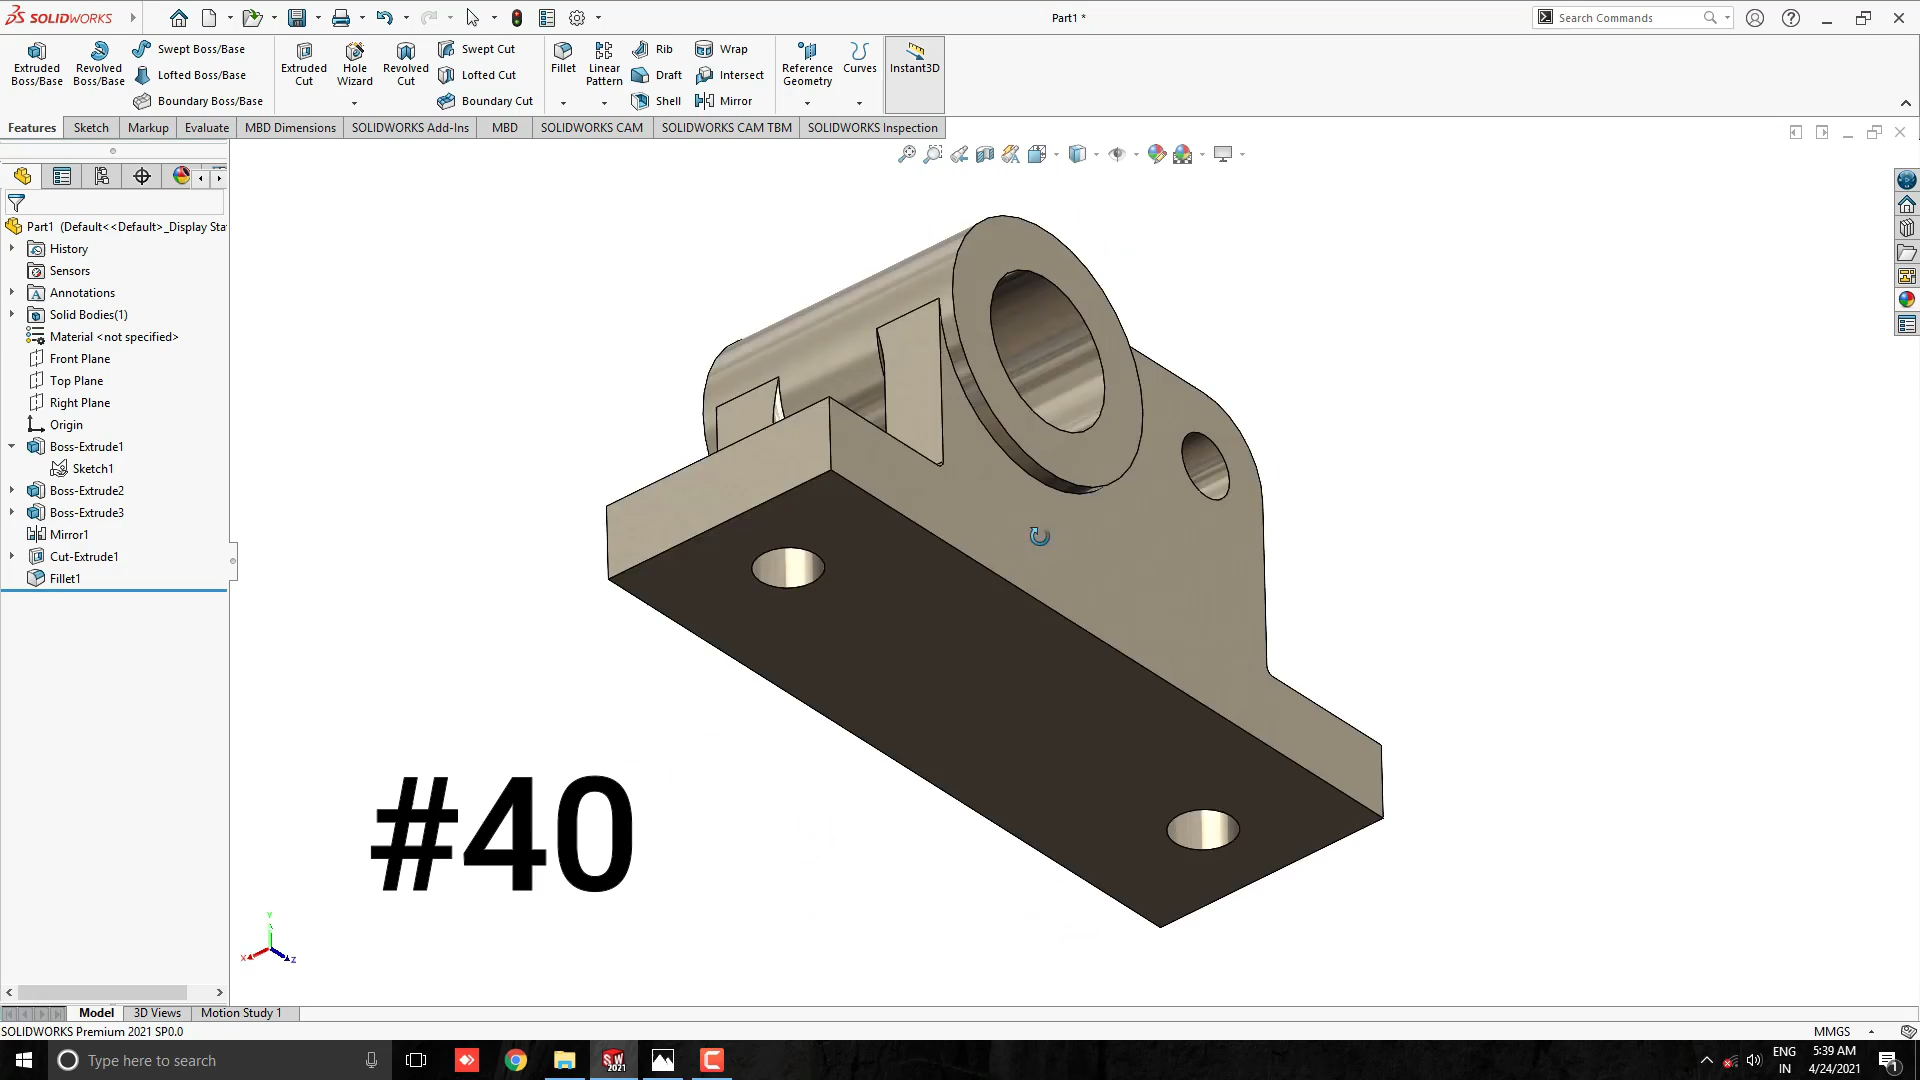 SOLIDWORKS
Part1 *
Search Commands
Extruded Boss/Base
Revolved Boss/Base
Swept Boss/Base
Lofted Boss/Base
Boundary Boss/Base
Extruded Cut
Hole Wizard
Revolved Cut
Swept Cut
Lofted Cut
Boundary Cut
Fillet
Linear Pattern
Rib
Draft
Shell
Wrap
Intersect
Mirror
Reference Geometry
Curves
Instant3D
Features Sketch Markup Evaluate MBD Dimensions SOLIDWORKS Add-Ins MBD SOLIDWORKS CAM SOLIDWORKS CAM TBM SOLIDWORKS Inspection
Part1 (Default<<Default>_Display Sta
History
Sensors
Annotations
Solid Bodies(1)
Material <not specified>
Front Plane
Top Plane
Right Plane
Origin
Boss-Extrude1
Sketch1
Boss-Extrude2
Boss-Extrude3
Mirror1
Cut-Extrude1
Fillet1
#40
Y
X
Z
Model 3D Views Motion Study 1
SOLIDWORKS Premium 2021 SP0.0
MMGS
Type here to search
SW
2021
ENG
IN
5:39 AM
4/24/2021
1